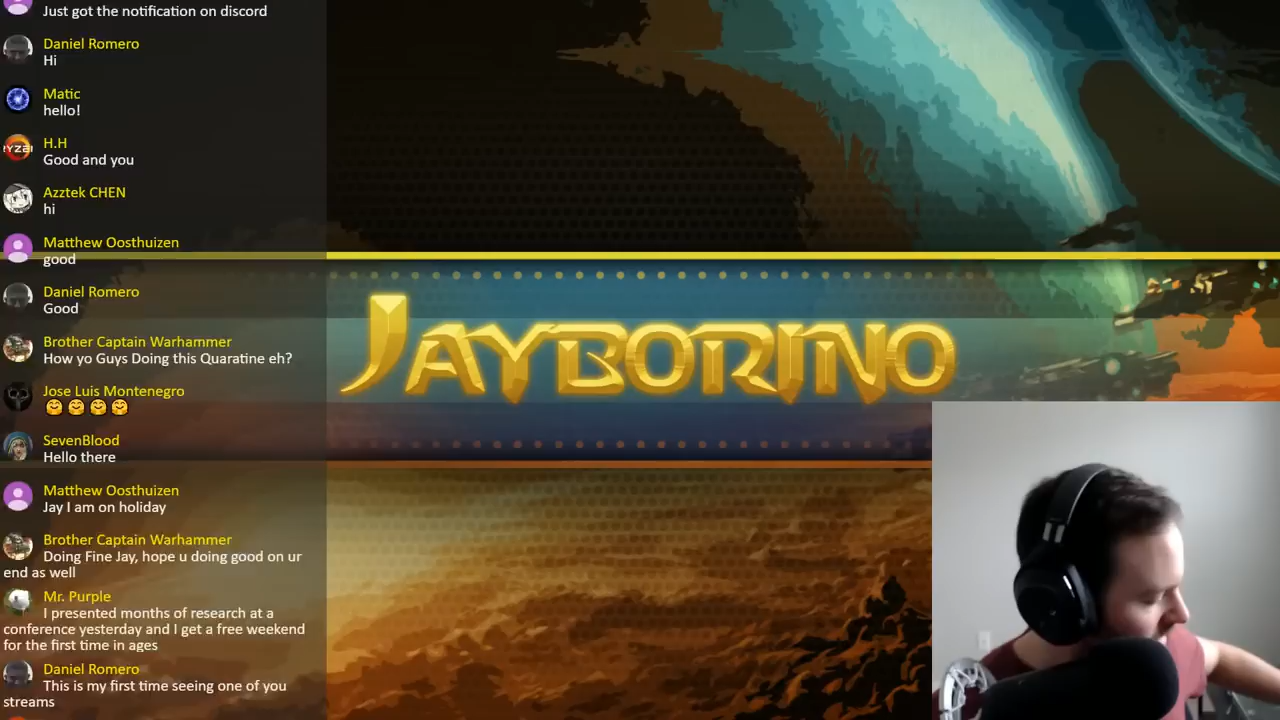 Just got the notification on discord
Daniel Romero
Hi
Matic
hello!
H.H
Good and you
Azztek CHEN
hi
Matthew Oosthuizen
good
Daniel Romero
Good
Brother Captain Warhammer
How yo Guys Doing this Quaratine eh?
Jose Luis Montenegro
SevenBlood
Hello there
Matthew Oosthuizen
Jay I am on holiday
Brother Captain Warhammer
Doing Fine Jay, hope u doing good on ur
end as well
Mr. Purple
I presented months of research at a
conference yesterday and I get a free weekend
for the first time in ages
Daniel Romero
This is my first time seeing one of you
streams
JAYBORINO